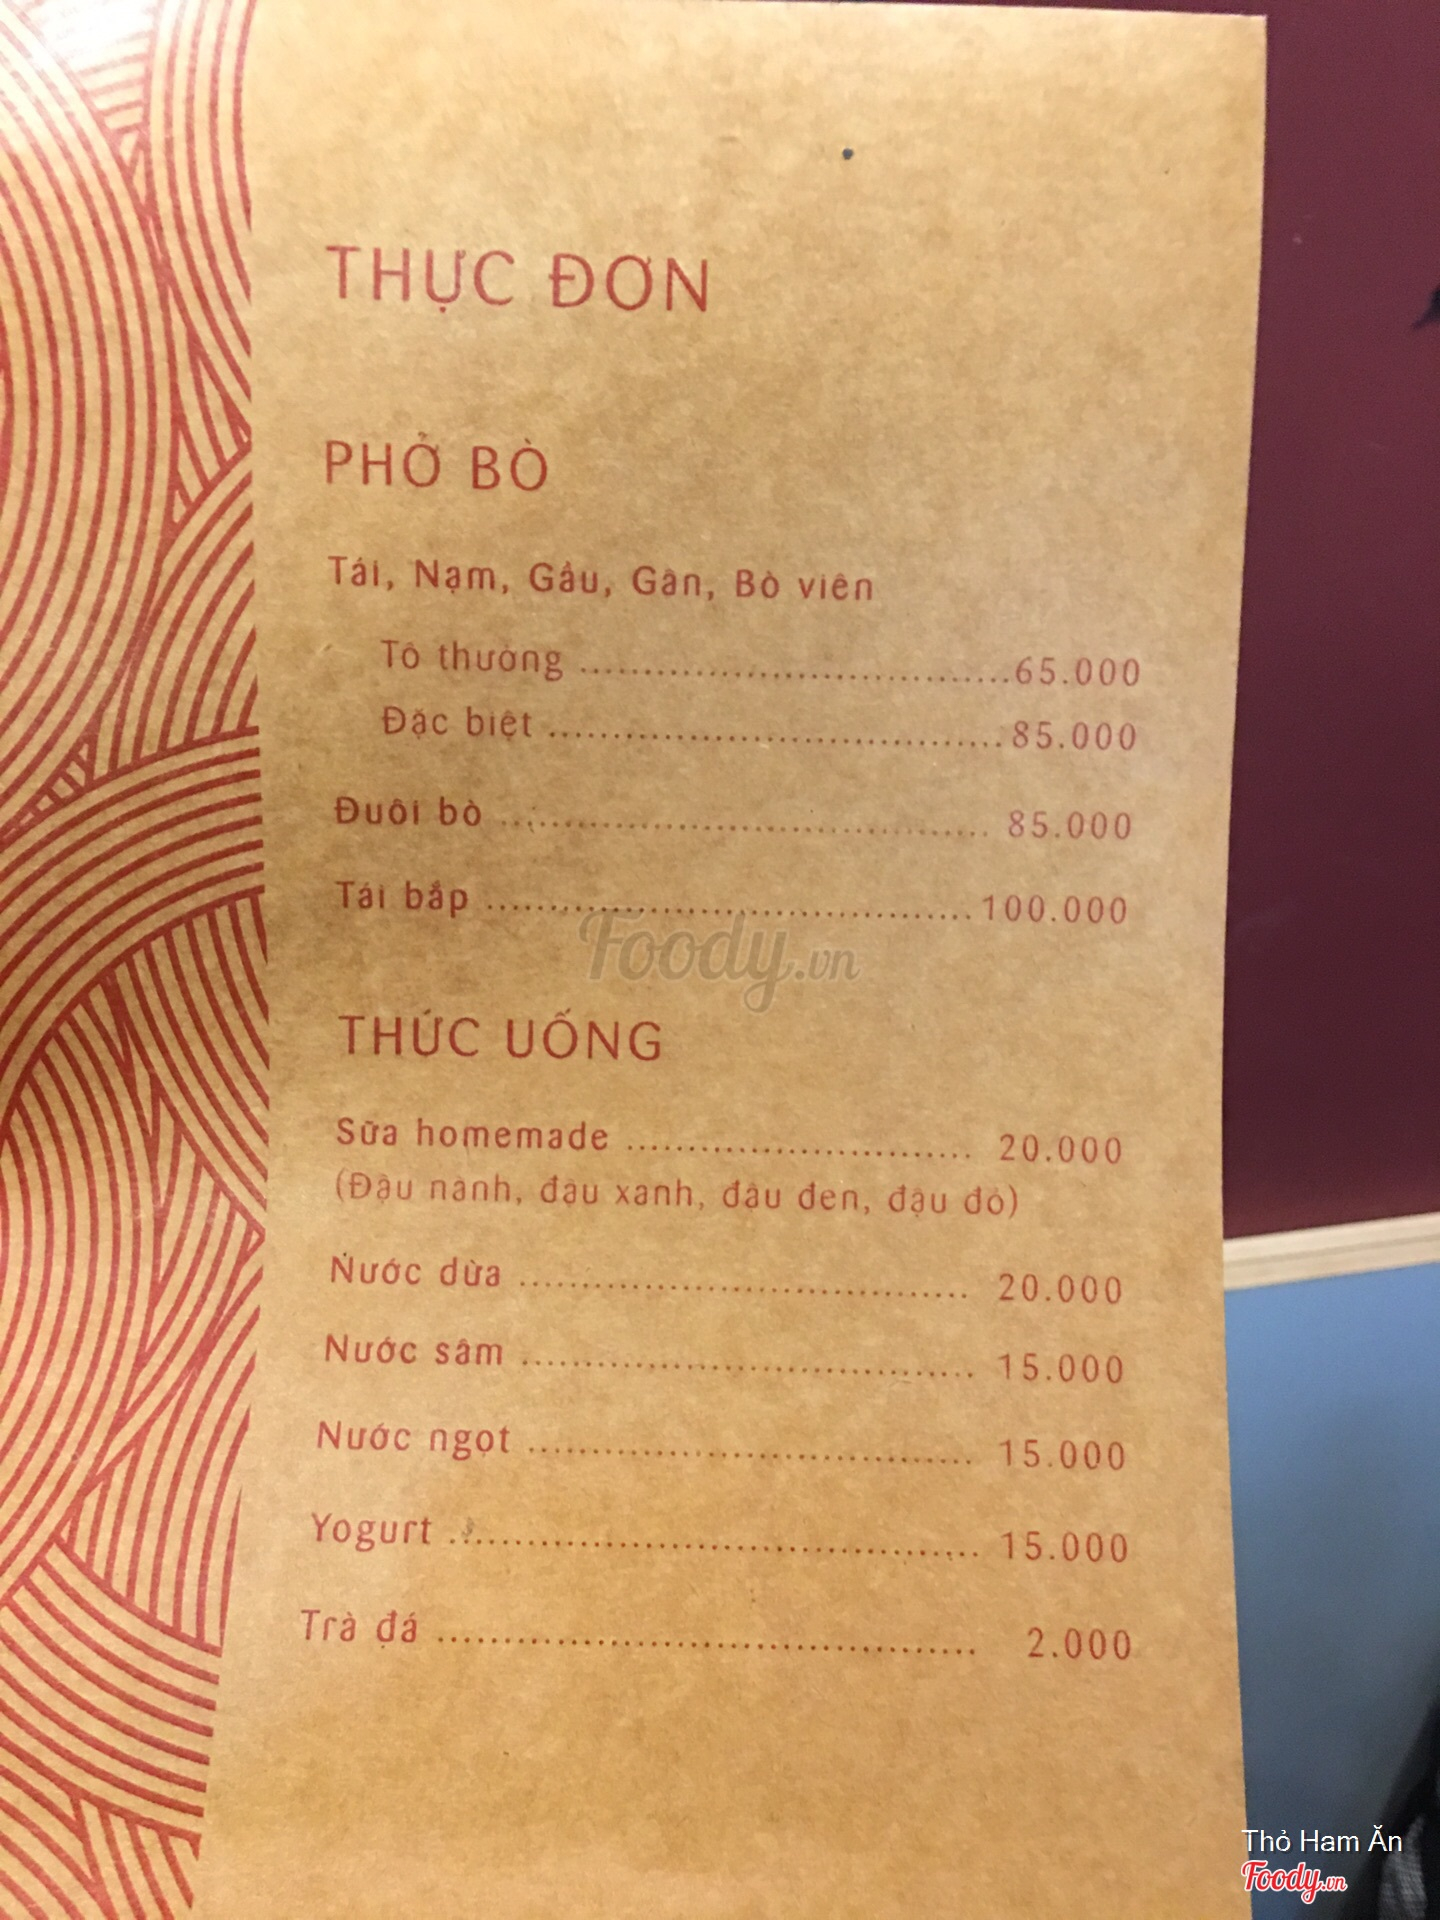 THỰC ĐƠN
PHỞ BÒ
Tái, Nạm, Gầu, Gân, Bò viên
Tô thường ..................................65.000
Đặc biệt ....................................85.000
Đuôi bò ....................................... 85.000
Tái bắp ......................................100.000
Foody.vn
THỨC UỐNG
Sữa homemade ............................ 20.000
(Đậu nành, đậu xanh, đậu đen, đậu đỏ)
Nước dừa .................................... 20.000
Nước sâm .................................... 15.000
Nước ngọt ................................... 15.000
Yogurt .......................................... 15.000
Trà đá ........................................... 2.000
Thỏ Ham Ăn
Foody.vn